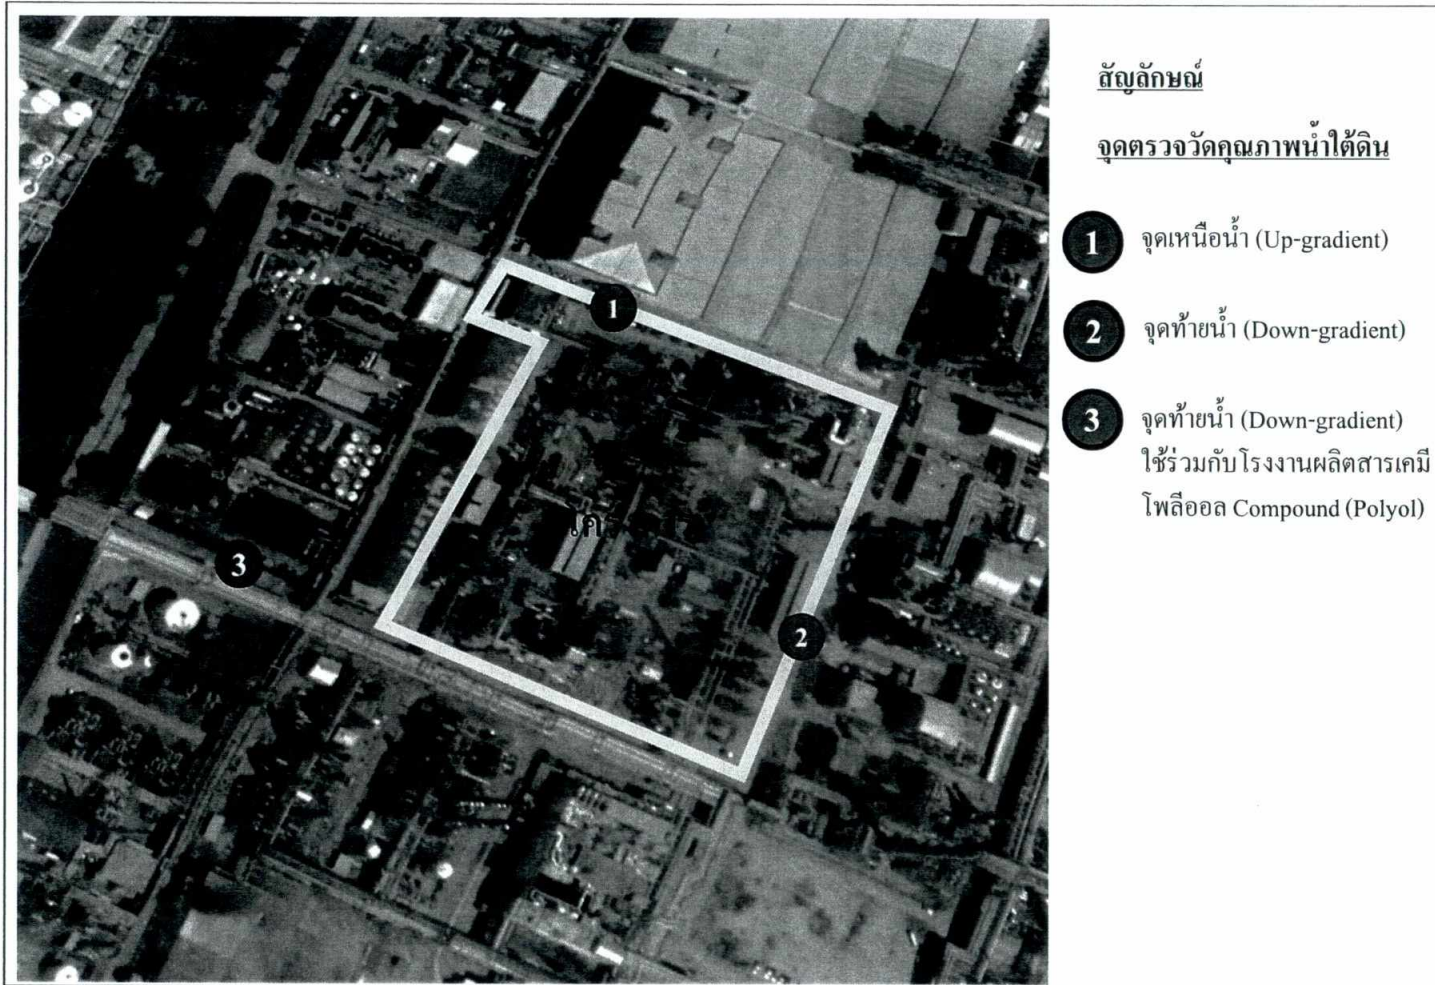 สัญลักษณ์
จุดตรวจวัดคุณภาพน้ำใต้ดิน
1 จุดเหนือน้ำ (Up-gradient)
2 จุดท้ายน้ำ (Down-gradient)
3 จุดท้ายน้ำ (Down-gradient)
ใช้ร่วมกับโรงงานผลิตสารเคมี
โพลีออล Compound (Polyol)
1
3
2